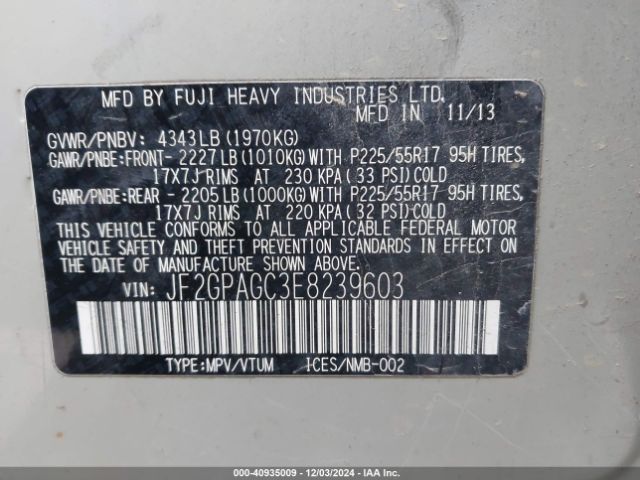 MFD BY FUJI HEAVY INDUSTRIES LTD.
MFD IN 11/13
GVWR/PNBV: 4343LB(1970KG)
GAWR/PNBE:FRONT- 2227LB(1010KG)WITH P225/55R17 95H TIRES,
17X7J RIMS AT 230 KPA( 33 PSI)COLD
GAWR/PNBE:REAR - 2205LB(1000KG)WITH P225/55R17 95H TIRES,
17X7J RIMS AT 220 KPA( 32 PSI)COLD
THIS VEHICLE CONFORMS TO ALL APPLICABLE FEDERAL MOTOR
VEHICLE SAFETY AND THEFT PREVENTION STANDARDS IN EFFECT ON
THE DATE OF MANUFACTURE SHOWN ABOVE.
VIN: JF2GPAGC3E8239603
TYPE:MPV/VTUM ICES/NMB-002
000-40935009 - 12/03/2024 - IAAI.COM